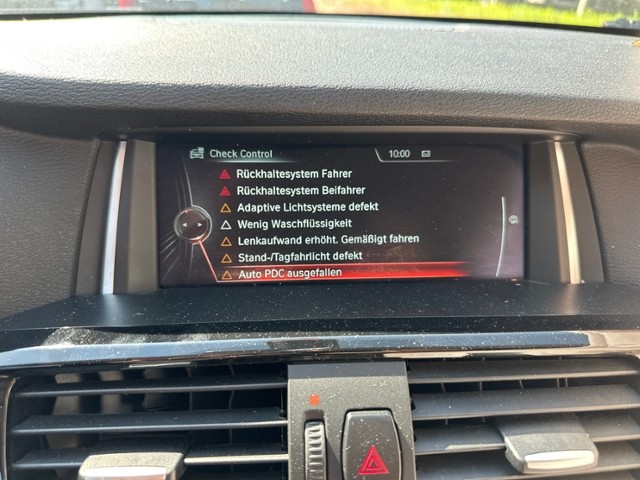 Check Control
10:00
Rückhaltesystem Fahrer
Rückhaltesystem Beifahrer
Adaptive Lichtsysteme defekt
Wenig Waschflüssigkeit
Lenkaufwand erhöht. Gemäßigt fahren
Stand-/Tagfahrlicht defekt
Auto PDC ausgefallen